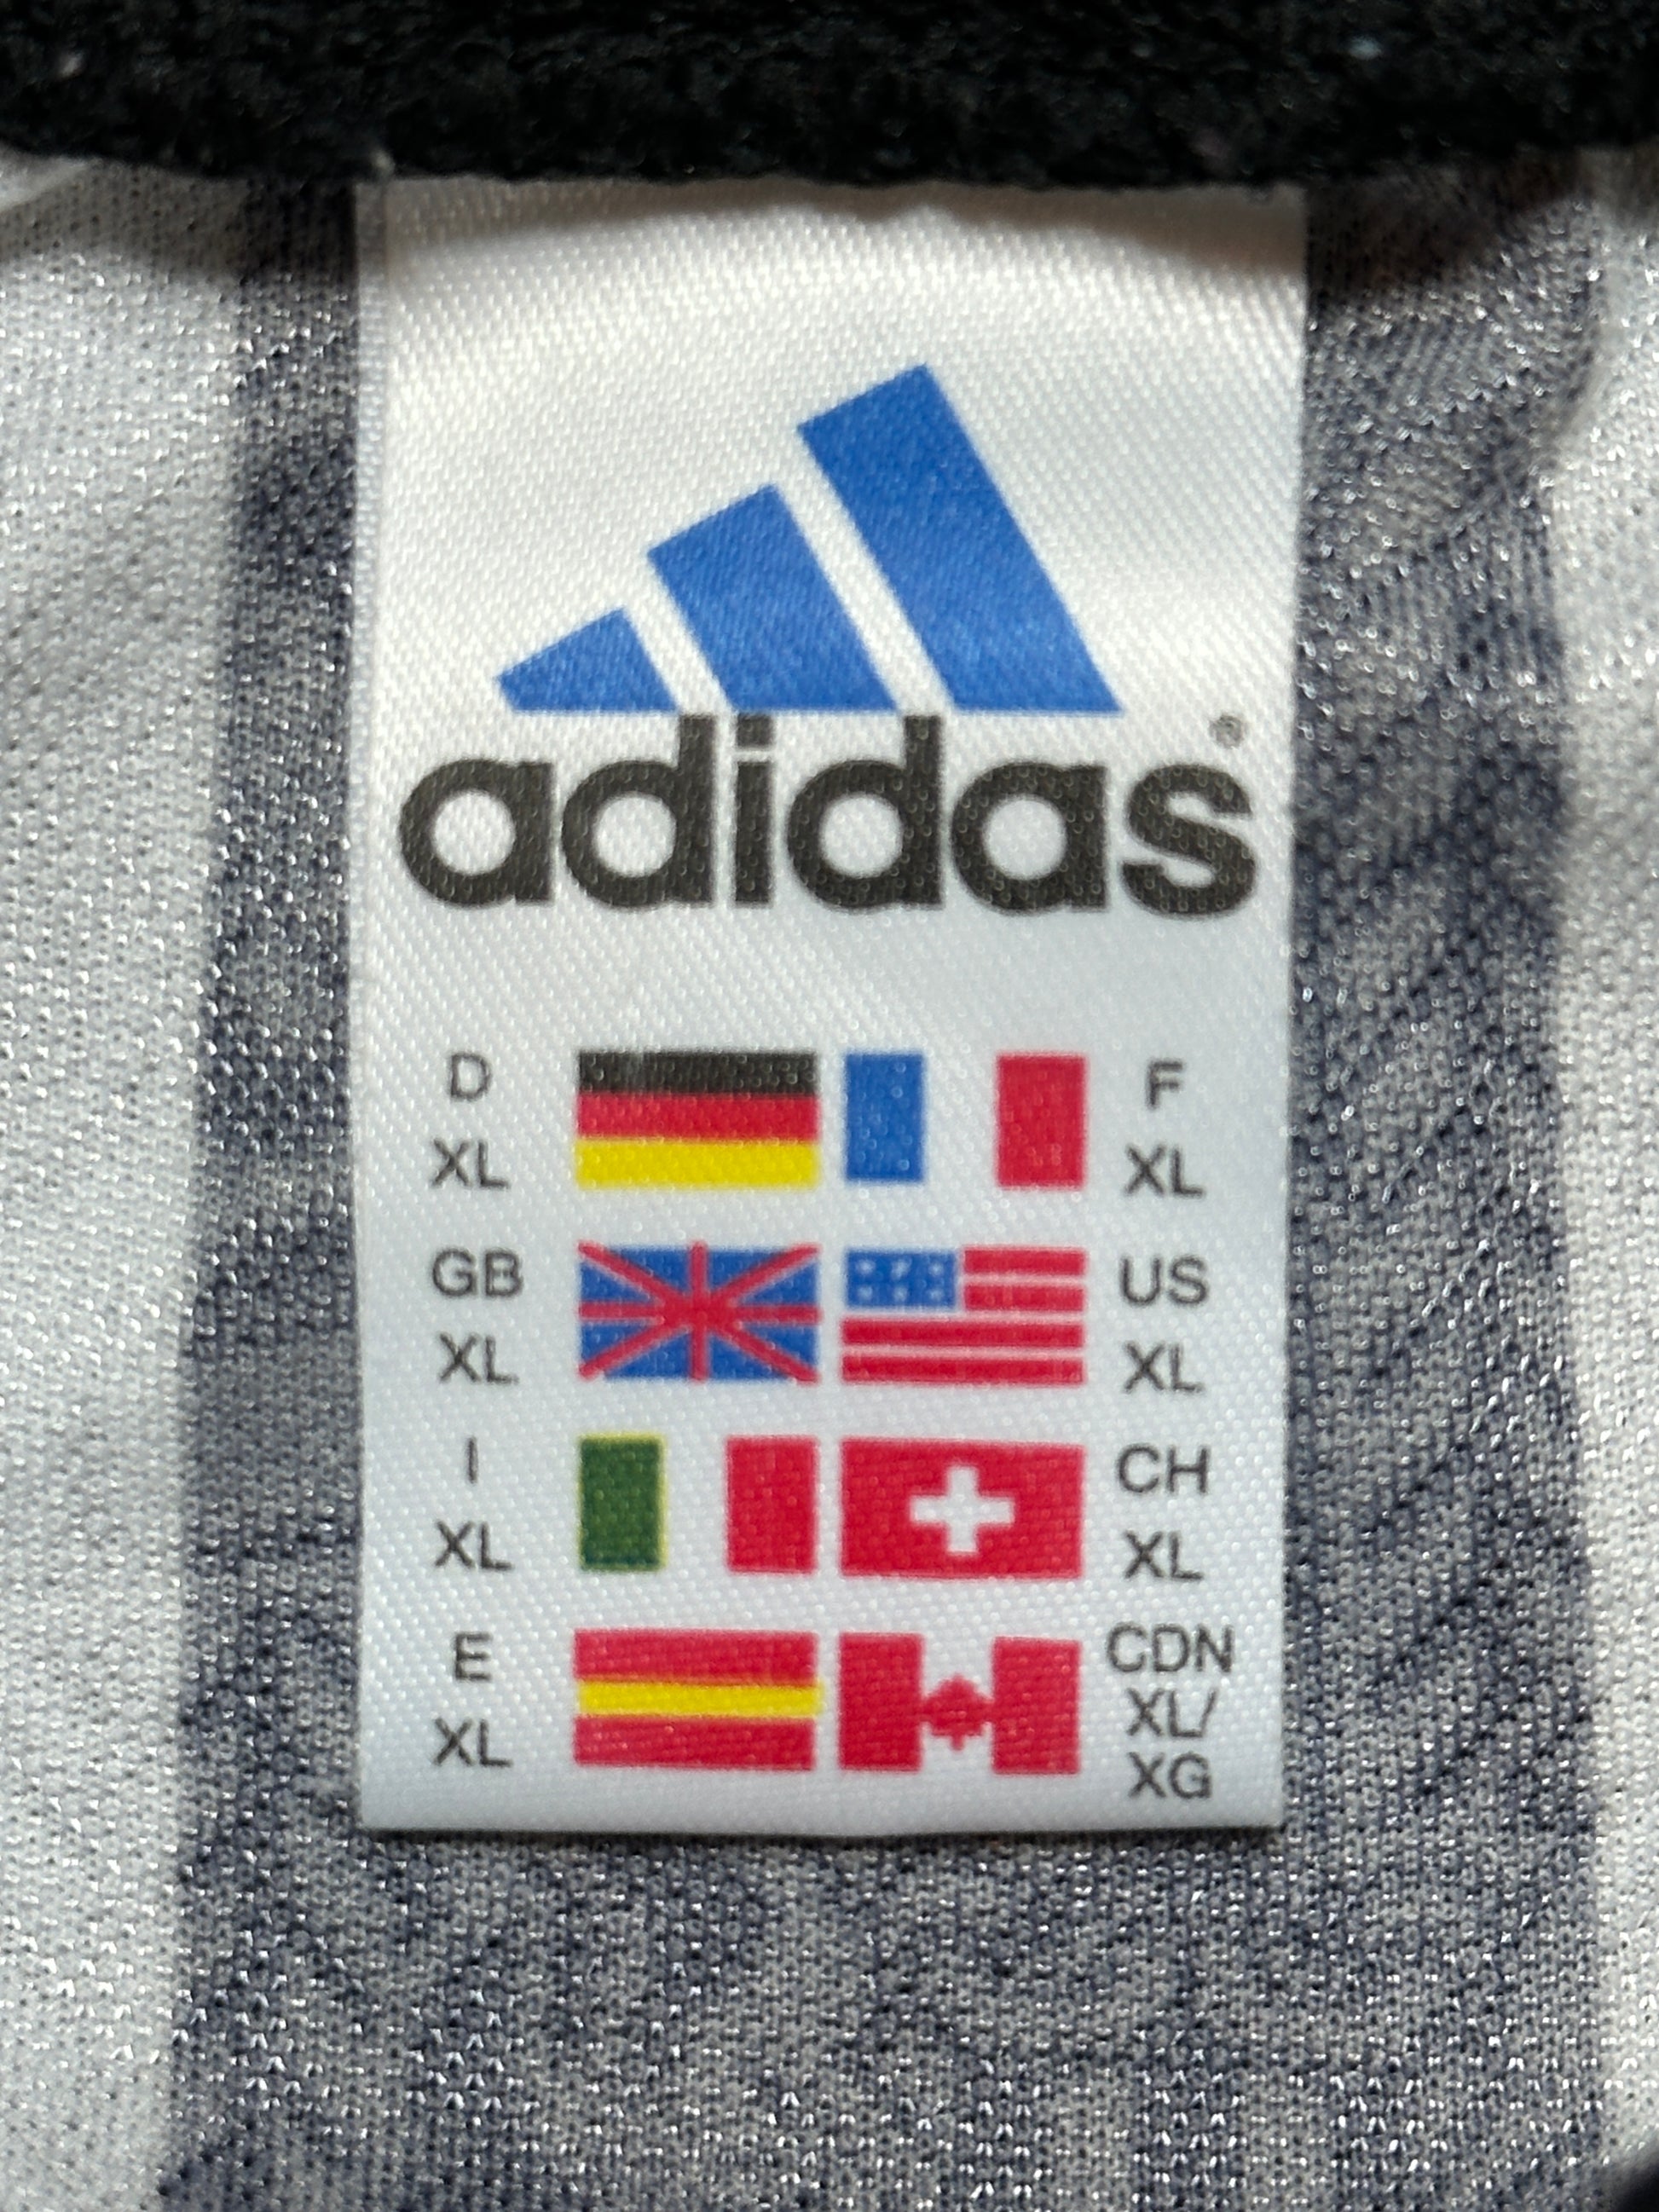 adidas®
D F
XL XL
GB US
XL XL
I CH
XL XL
E CDN
XL XL/
XG